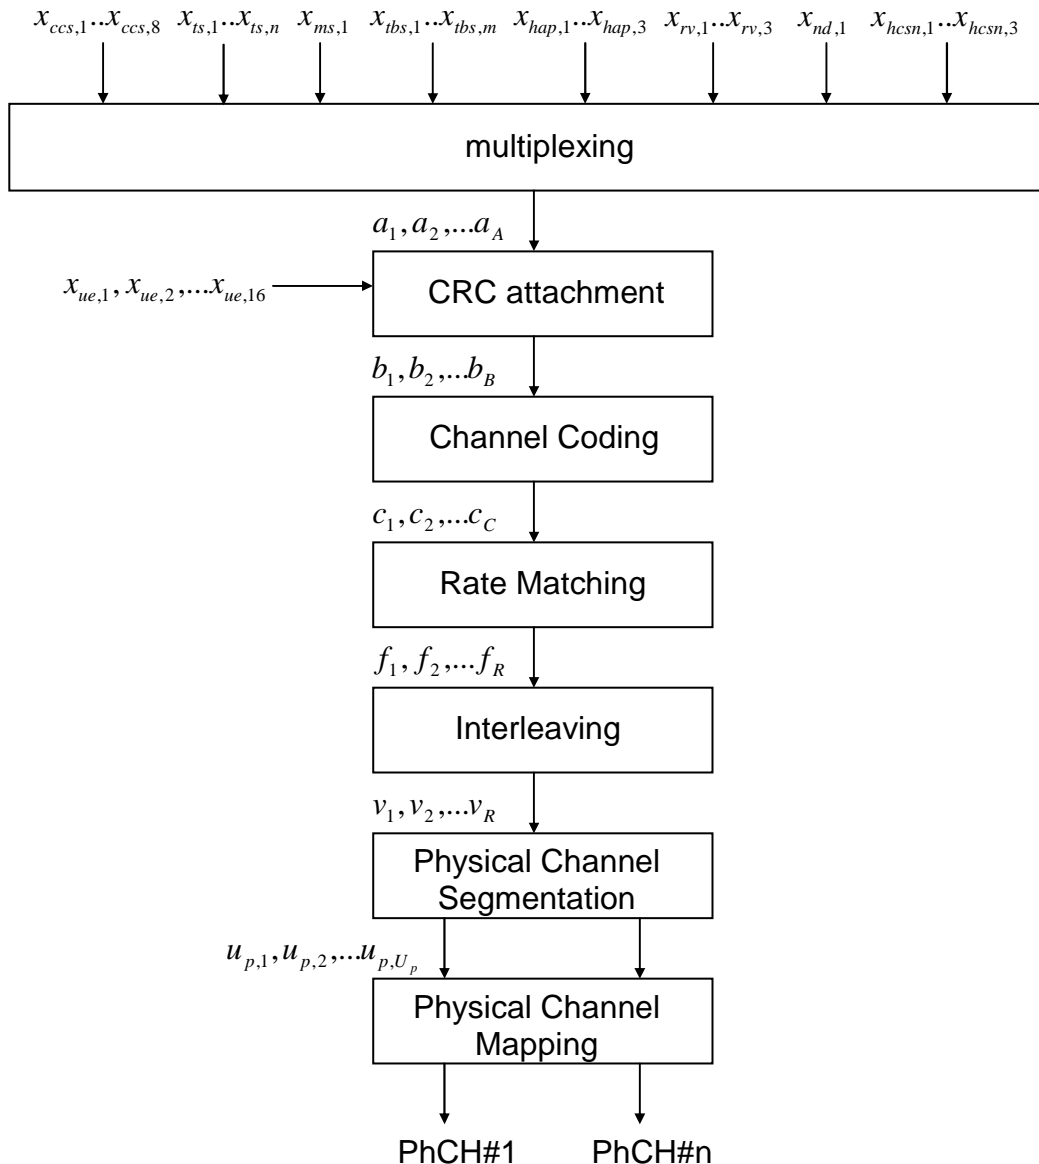 x_{ccs,1}..x_{ccs,8} x_{ts,1}..x_{ts,n} x_{ms,1} x_{tbs,1}..x_{tbs,m} x_{hap,1}..x_{hap,3} x_{rv,1}..x_{rv,3} x_{nd,1} x_{hcsn,1}..x_{hcsn,3}
multiplexing
a_1,a_2,...a_A
x_{ue,1},x_{ue,2},...x_{ue,16}
CRC attachment
b_1,b_2,...b_B
Channel Coding
c_1,c_2,...c_C
Rate Matching
f_1,f_2,...f_R
Interleaving
v_1,v_2,...v_R
Physical Channel
Segmentation
u_{p,1},u_{p,2},...u_{p,U_p}
Physical Channel
Mapping
PhCH#1 PhCH#n